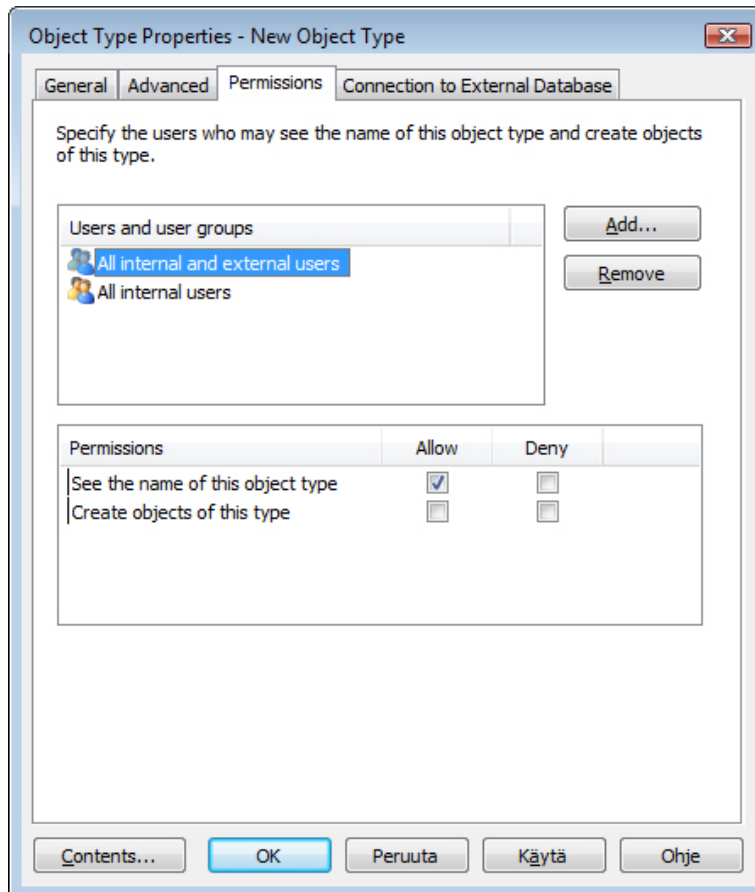 Object Type Properties - New Object Type
General Advanced Permissions Connection to External Database
Specify the users who may see the name of this object type and create objects
of this type.
Users and user groups
Add...
All internal and external users
Remove
All internal users
Permissions Allow Deny
See the name of this object type
Create objects of this type
Contents... OK Peruuta Käytä Ohje